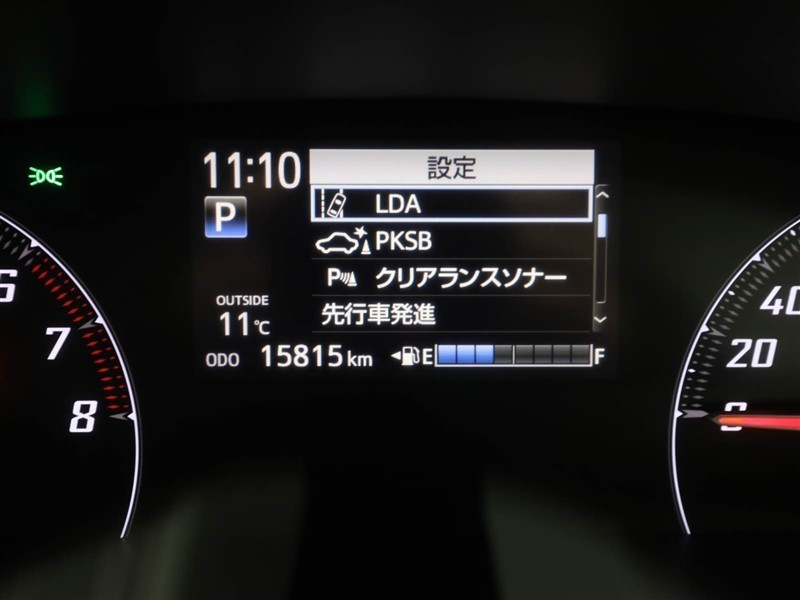 11:10
設定
P
LDA
PKSB
P クリアランスソナー
先行車発進
OUTSIDE
11℃
ODO 15815 km
E F
6
7
8
40
20
0